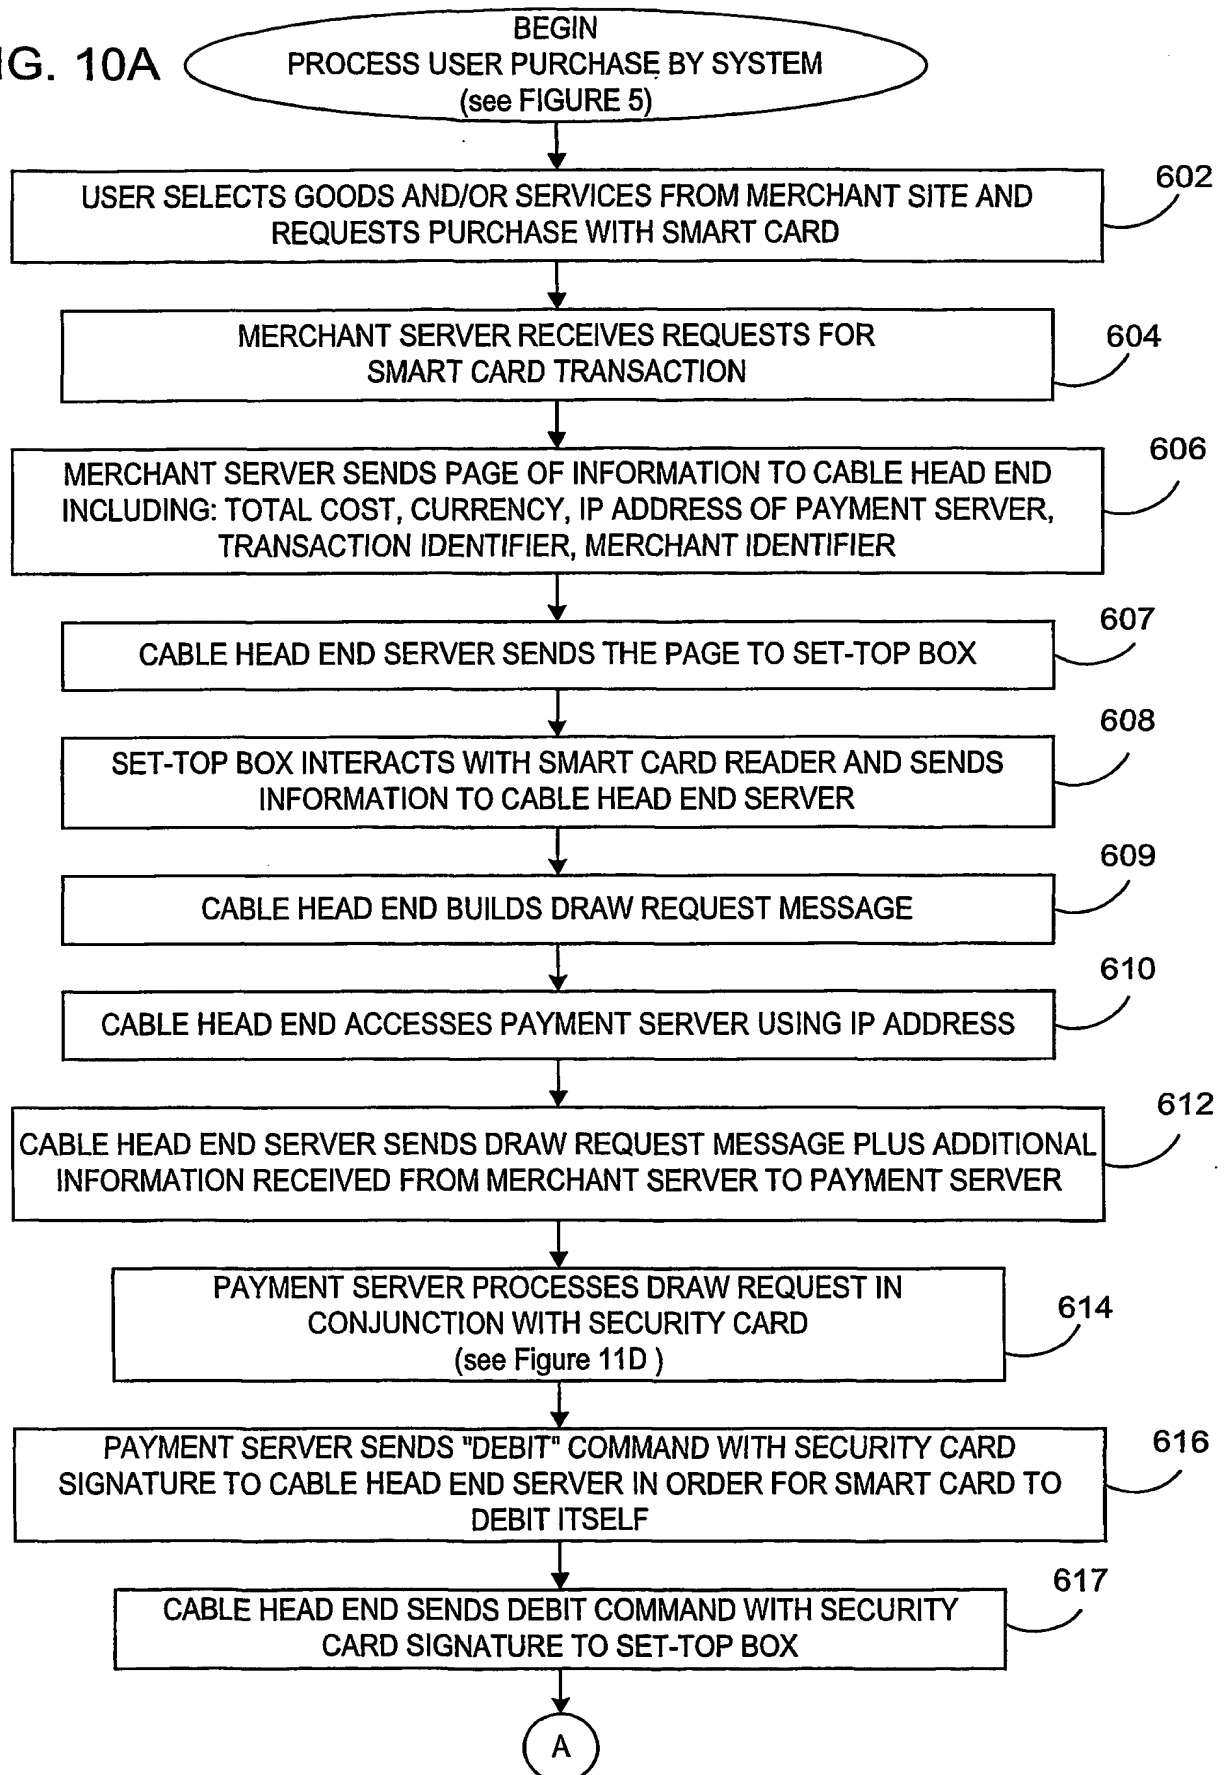 IG. 10A
BEGIN
PROCESS USER PURCHASE BY SYSTEM
(see FIGURE 5)
602
USER SELECTS GOODS AND/OR SERVICES FROM MERCHANT SITE AND
REQUESTS PURCHASE WITH SMART CARD
604
MERCHANT SERVER RECEIVES REQUESTS FOR
SMART CARD TRANSACTION
606
MERCHANT SERVER SENDS PAGE OF INFORMATION TO CABLE HEAD END
INCLUDING: TOTAL COST, CURRENCY, IP ADDRESS OF PAYMENT SERVER,
TRANSACTION IDENTIFIER, MERCHANT IDENTIFIER
607
CABLE HEAD END SERVER SENDS THE PAGE TO SET-TOP BOX
608
SET-TOP BOX INTERACTS WITH SMART CARD READER AND SENDS
INFORMATION TO CABLE HEAD END SERVER
609
CABLE HEAD END BUILDS DRAW REQUEST MESSAGE
610
CABLE HEAD END ACCESSES PAYMENT SERVER USING IP ADDRESS
612
CABLE HEAD END SERVER SENDS DRAW REQUEST MESSAGE PLUS ADDITIONAL
INFORMATION RECEIVED FROM MERCHANT SERVER TO PAYMENT SERVER
614
PAYMENT SERVER PROCESSES DRAW REQUEST IN
CONJUNCTION WITH SECURITY CARD
(see Figure 11D )
616
PAYMENT SERVER SENDS "DEBIT" COMMAND WITH SECURITY CARD
SIGNATURE TO CABLE HEAD END SERVER IN ORDER FOR SMART CARD TO
DEBIT ITSELF
617
CABLE HEAD END SENDS DEBIT COMMAND WITH SECURITY
CARD SIGNATURE TO SET-TOP BOX
A